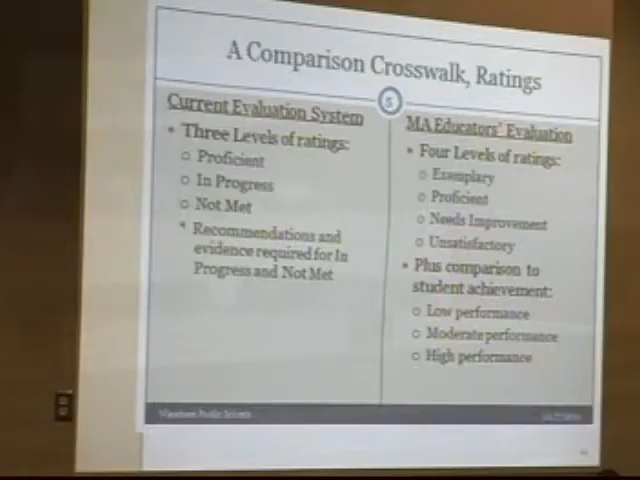 A Comparison Crosswalk, Ratings
5
Current Evaluation System
• Three Levels of ratings:
o Proficient
o In Progress
o Not Met
* Recommendations and
evidence required for In
Progress and Not Met
MA Educators' Evaluation
• Four Levels of ratings:
o Exemplary
o Proficient
o Needs Improvement
o Unsatisfactory
• Plus comparison to
student achievement:
o Low performance
o Moderate performance
o High performance
Public Schools